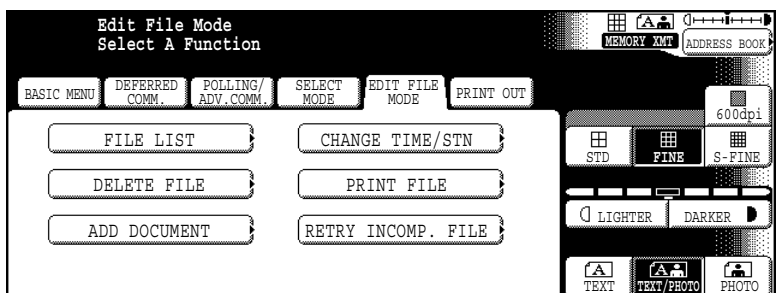 Edit File Mode
Select A Function
MEMORY XMT
ADDRESS BOOK
BASIC MENU
DEFERRED COMM.
POLLING/ ADV.COMM.
SELECT MODE
EDIT FILE MODE
PRINT OUT
600dpi
FILE LIST
CHANGE TIME/STN
STD
FINE
S-FINE
DELETE FILE
PRINT FILE
LIGHTER
DARKER
ADD DOCUMENT
RETRY INCOMP. FILE
A
TEXT
A
TEXT/PHOTO
PHOTO